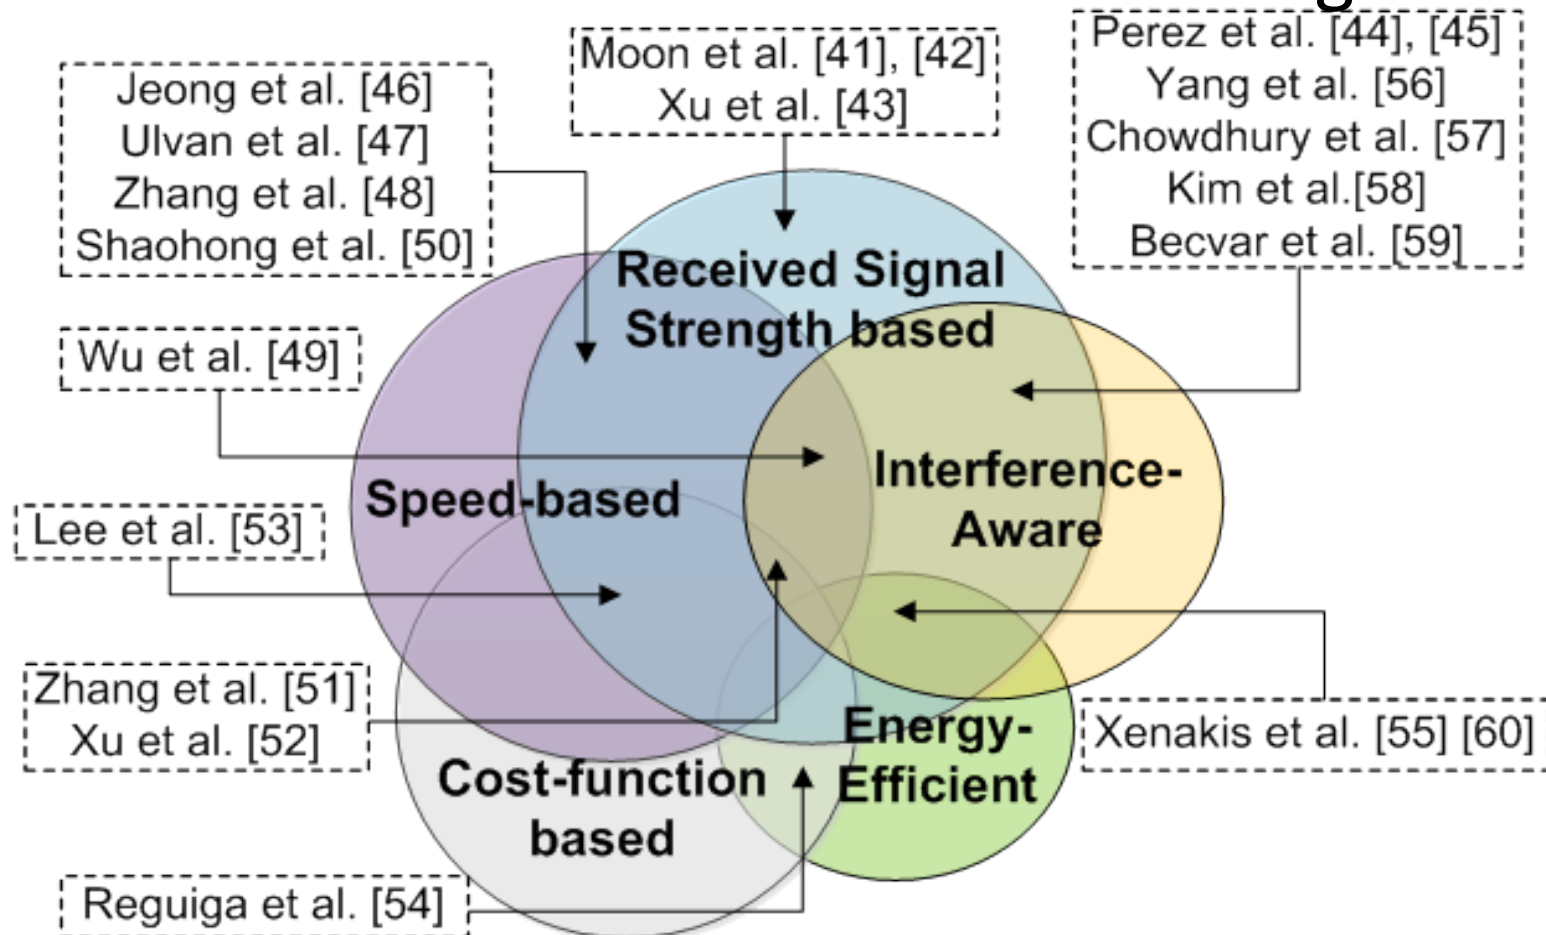 g
Perez et al. [44], [45]
Yang et al. [56]
Chowdhury et al. [57]
Kim et al.[58]
Becvar et al. [59]
Moon et al. [41], [42]
Xu et al. [43]
Jeong et al. [46]
Ulvan et al. [47]
Zhang et al. [48]
Shaohong et al. [50]
Received Signal
Strength based
Wu et al. [49]
Interference-
Aware
Speed-based
Lee et al. [53]
Zhang et al. [51]
Xu et al. [52]
Energy-
Efficient
Xenakis et al. [55] [60]
Cost-function
based
Reguiga et al. [54]